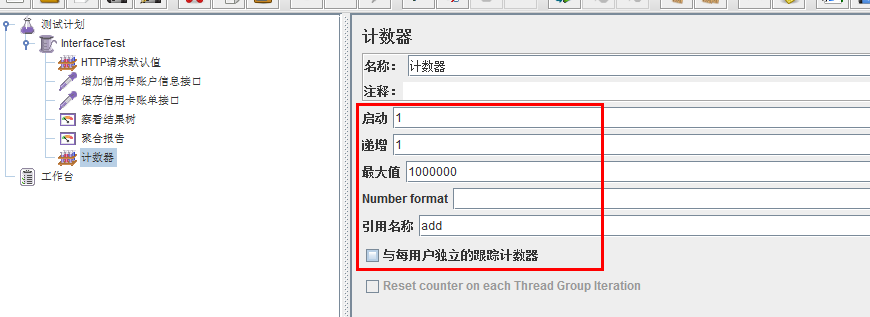 测试计划
InterfaceTest
HTTP请求默认值
增加信用卡账户信息接口
保存信用卡账单接口
察看结果树
聚合报告
计数器
工作台
计数器
名称： 计数器
注释：
启动 1
递增 1
最大值 1000000
Number format
引用名称 add
与每用户独立的跟踪计数器
Reset counter on each Thread Group Iteration